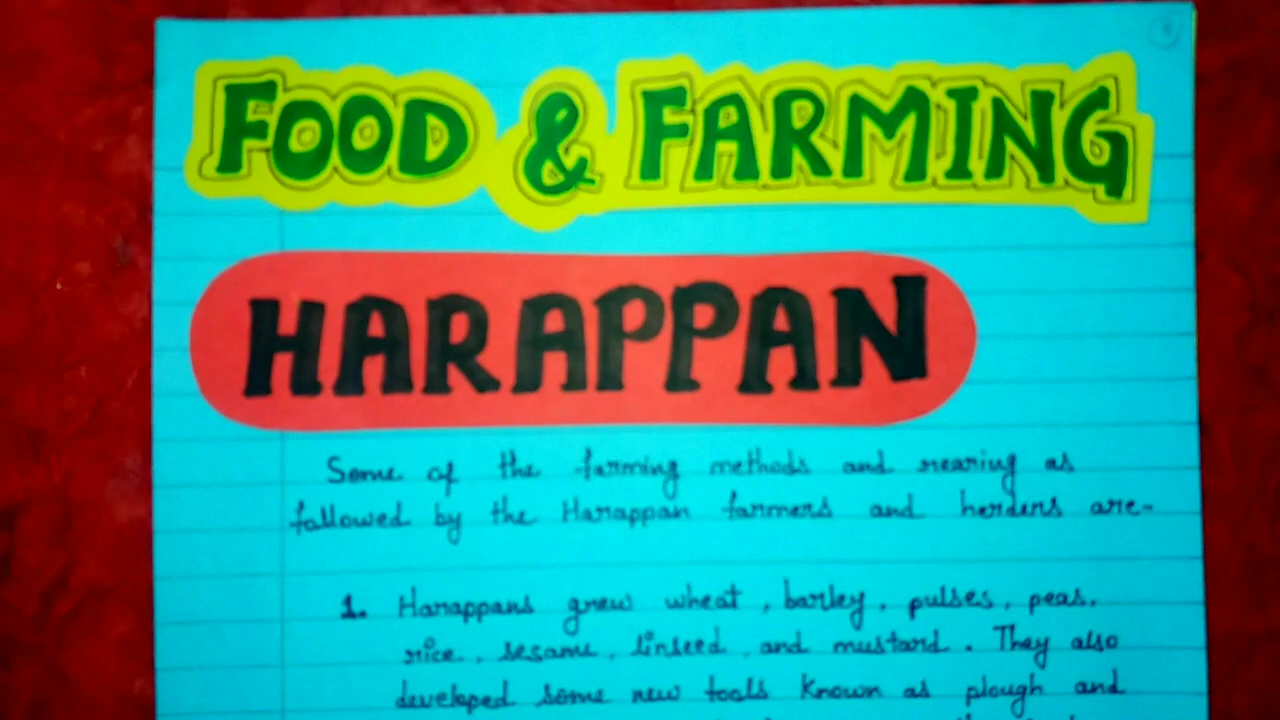 FOOD & FARMING
HARAPPAN
Some of the farming methods and rearing as
followed by the Harappan farmers and herders are-
1. Harappans grew wheat, barley, pulses, peas,
rice, sesame, linseed, and mustard. They also
developed some new tools known as plough and